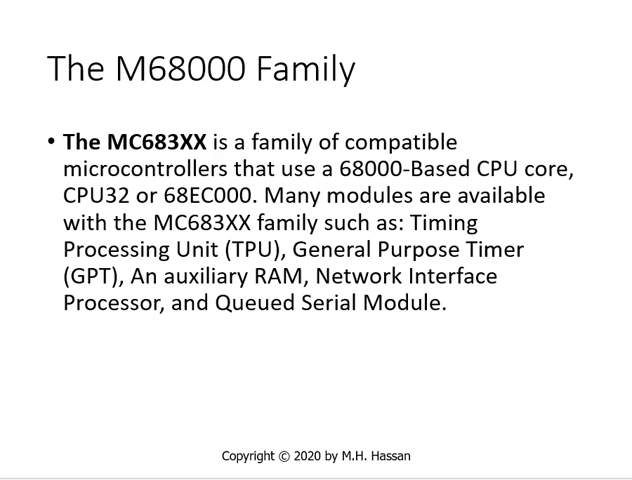 The M68000 Family
• The MC683XX is a family of compatible
microcontrollers that use a 68000-Based CPU core,
CPU32 or 68EC000. Many modules are available
with the MC683XX family such as: Timing
Processing Unit (TPU), General Purpose Timer
(GPT), An auxiliary RAM, Network Interface
Processor, and Queued Serial Module.
Copyright © 2020 by M.H. Hassan